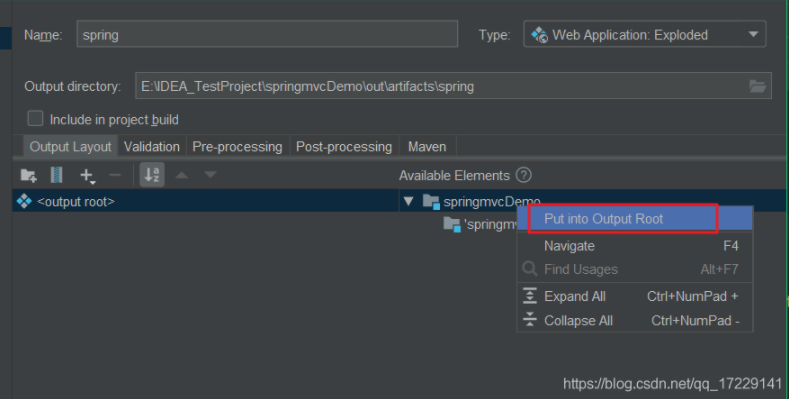 Name: spring Type: Web Application: Exploded
Output directory: E:\IDEA_TestProject\springmvcDemo\out\artifacts\spring
Include in project build
Output Layout Validation Pre-processing Post-processing Maven
Available Elements
<output root> springmvcDemo
Put into Output Root
'springm
Navigate F4
Find Usages Alt+F7
Expand All Ctrl+NumPad +
Collapse All Ctrl+NumPad -
https://blog.csdn.net/qq_17229141